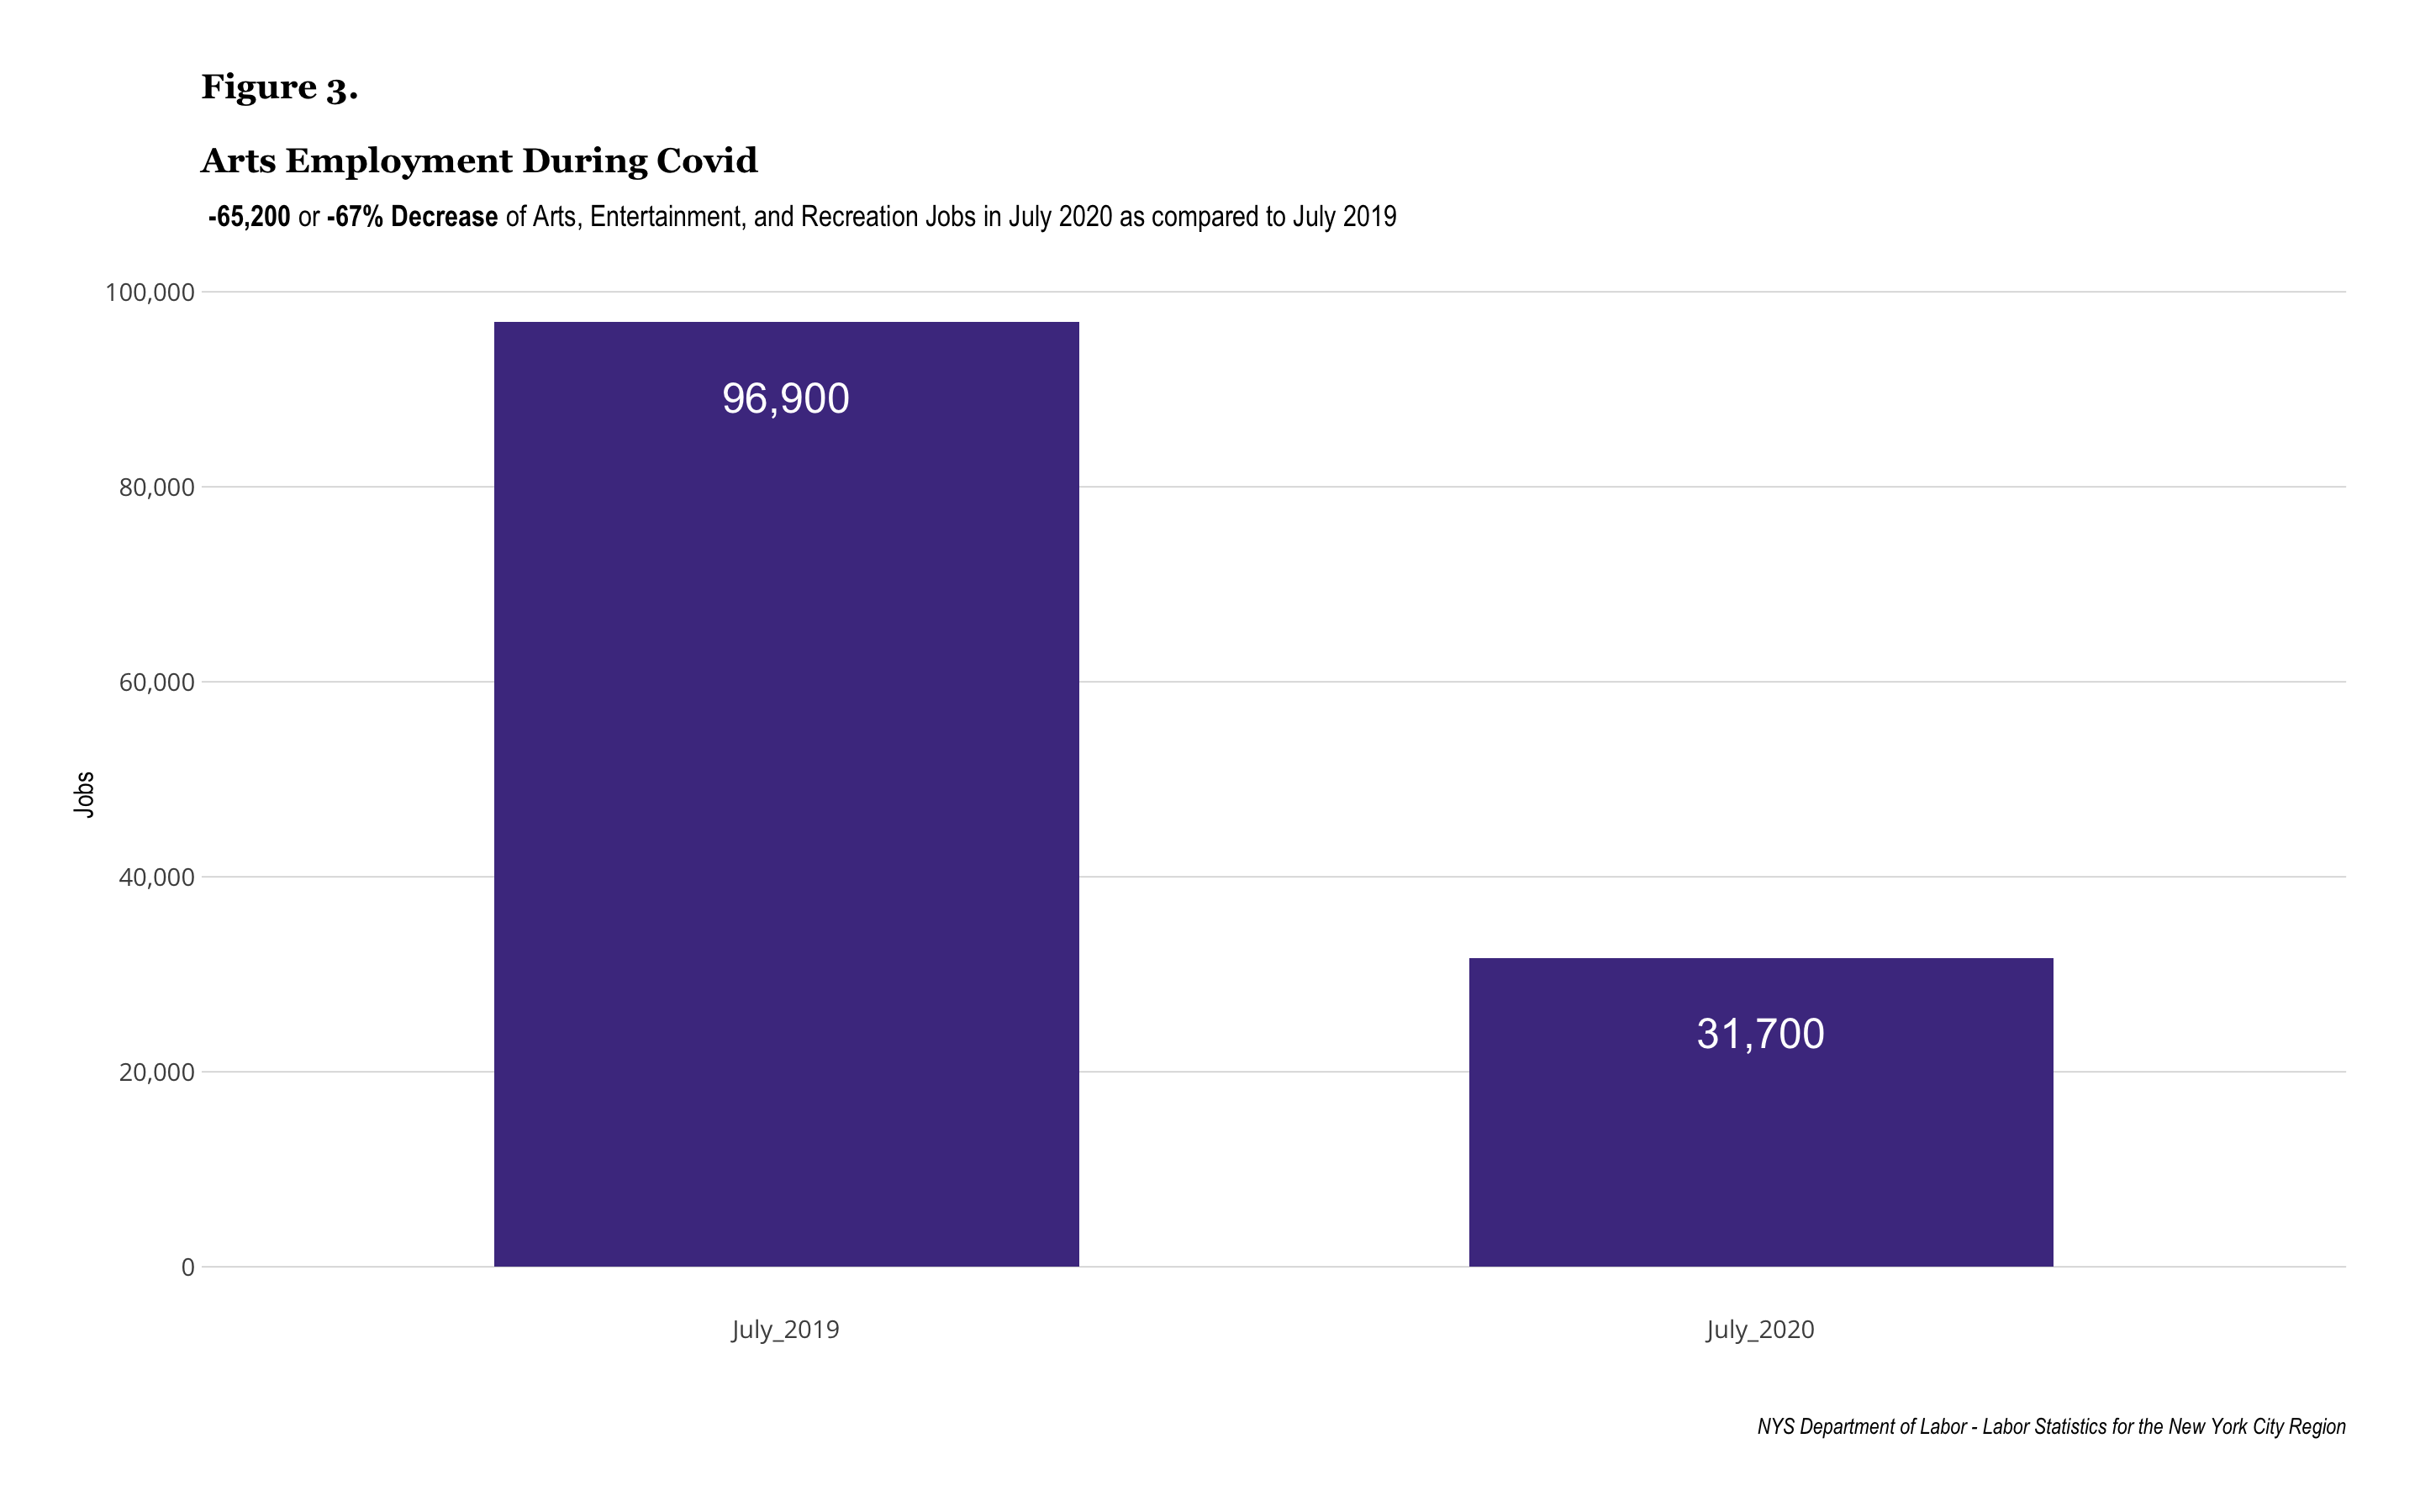 Figure 3.
Arts Employment During Covid
-65,200 or -67% Decrease of Arts, Entertainment, and Recreation Jobs in July 2020 as compared to July 2019
100,000
96,900
80,000
60,000
Jobs
40,000
31,700
20,000
0
July_2019
July_2020
NYS Department of Labor - Labor Statistics for the New York City Region